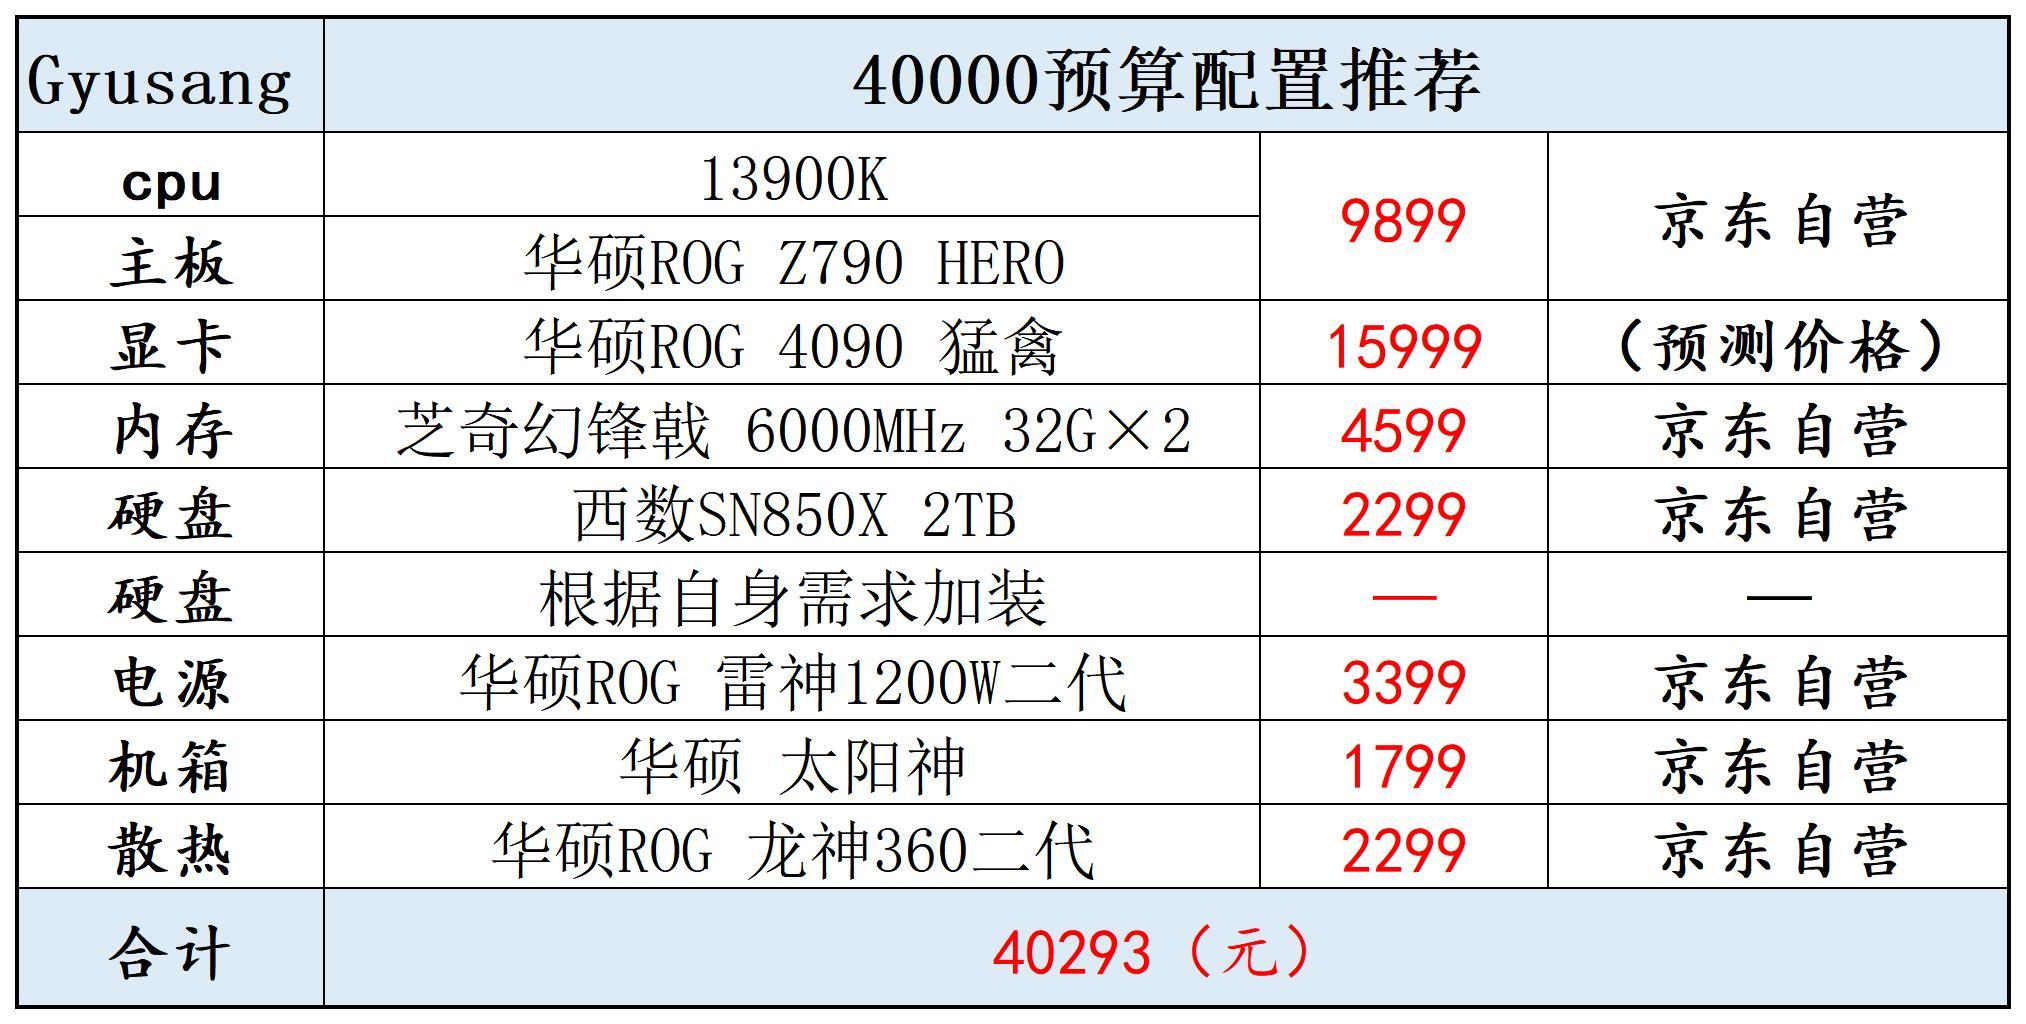 Gyusang 40000预算配置推荐
cpu 13900K 9899 京东自营
主板 华硕ROG Z790 HERO
显卡 华硕ROG 4090 猛禽 15999 （预测价格）
内存 芝奇幻锋戟 6000MHz 32G×2 4599 京东自营
硬盘 西数SN850X 2TB 2299 京东自营
硬盘 根据自身需求加装 — —
电源 华硕ROG 雷神1200W二代 3399 京东自营
机箱 华硕 太阳神 1799 京东自营
散热 华硕ROG 龙神360二代 2299 京东自营
合计 40293（元）